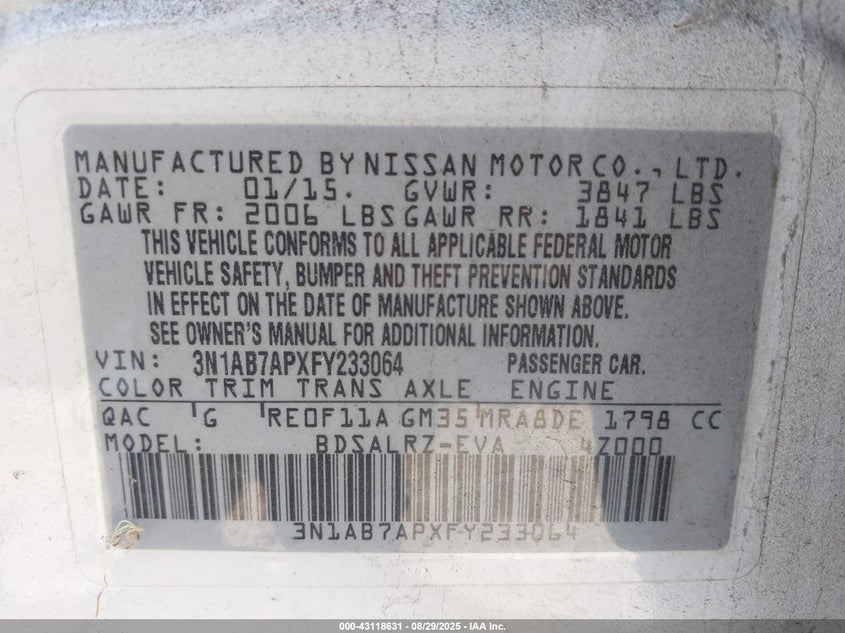 MANUFACTURED BY NISSAN MOTOR CO., LTD.
DATE: 01/15. GVWR: 3847 LBS
GAWR FR: 2006 LBS GAWR RR: 1841 LBS
THIS VEHICLE CONFORMS TO ALL APPLICABLE FEDERAL MOTOR
VEHICLE SAFETY, BUMPER AND THEFT PREVENTION STANDARDS
IN EFFECT ON THE DATE OF MANUFACTURE SHOWN ABOVE.
SEE OWNER'S MANUAL FOR ADDITIONAL INFORMATION.
VIN: 3N1AB7APXFY233064 PASSENGER CAR.
COLOR TRIM TRANS AXLE ENGINE
QAC G RE0F11A GM35 MRA8DE 1798 CC
MODEL: BDSALRZ-EVA 4Z000
3N1AB7APXFY233064
000-43118631 - 08/29/2025 - IAA Inc.